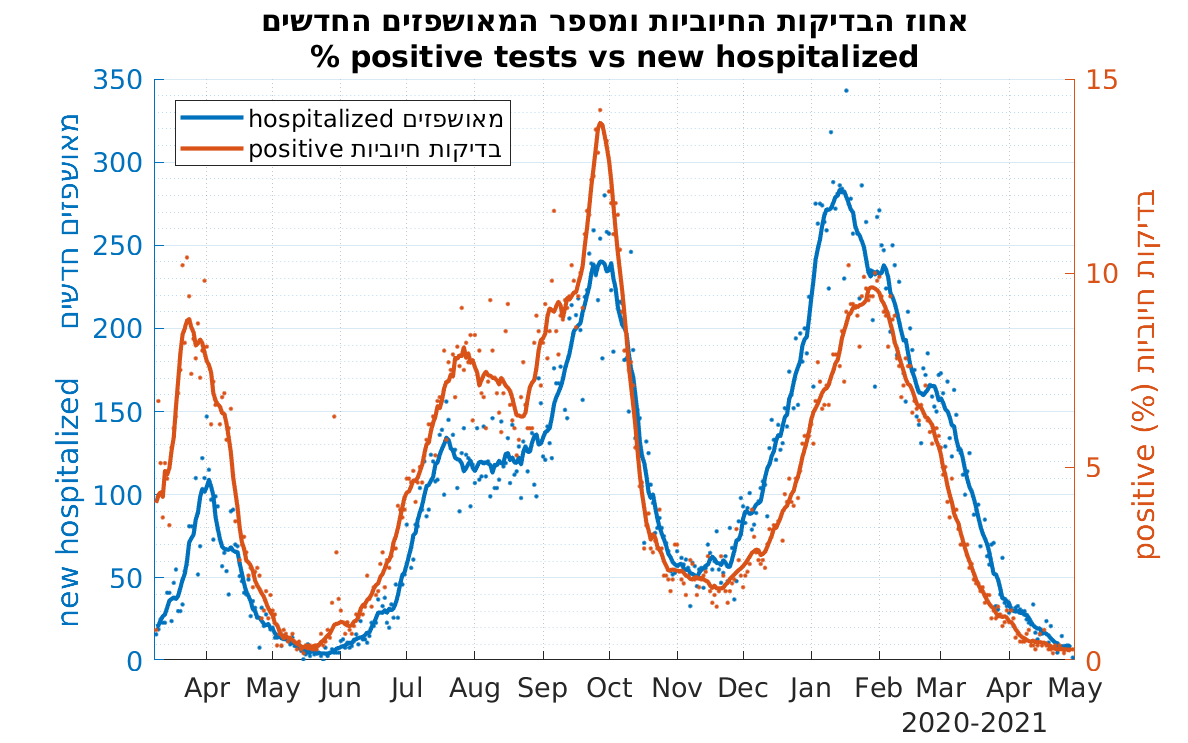 אחוז הבדיקות החיוביות ומספר המאושפזים החדשים
% positive tests vs new hospitalized
hospitalized מאושפזים
positive בדיקות חיוביות
350
300
250
200
150
100
50
0
new hospitalized מאושפזים חדשים
15
10
5
0
positive (%) בדיקות חיוביות
Apr May Jun Jul Aug Sep Oct Nov Dec Jan Feb Mar Apr May
2020-2021